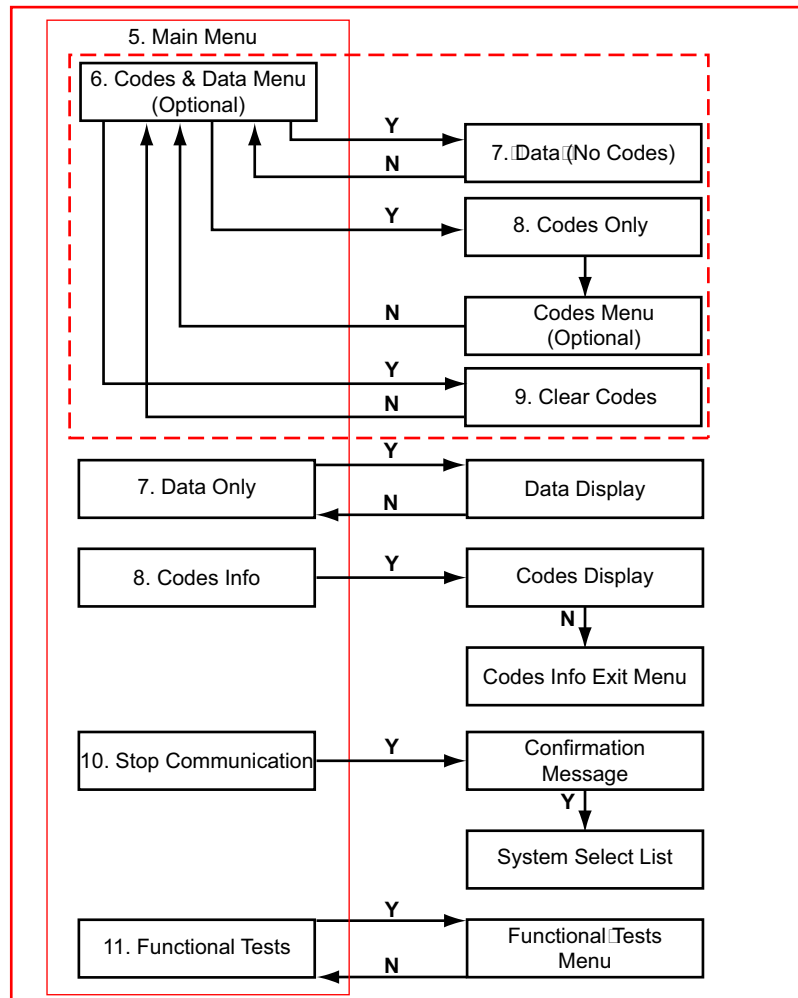 5. Main Menu
6. Codes & Data Menu
(Optional)
Y
7. Data (No Codes)
N
Y
8. Codes Only
N
Codes Menu
(Optional)
Y
9. Clear Codes
N
7. Data Only
Y
Data Display
N
8. Codes Info
Y
Codes Display
N
Codes Info Exit Menu
10. Stop Communication
Y
Confirmation
Message
Y
System Select List
11. Functional Tests
Y
Functional Tests
Menu
N